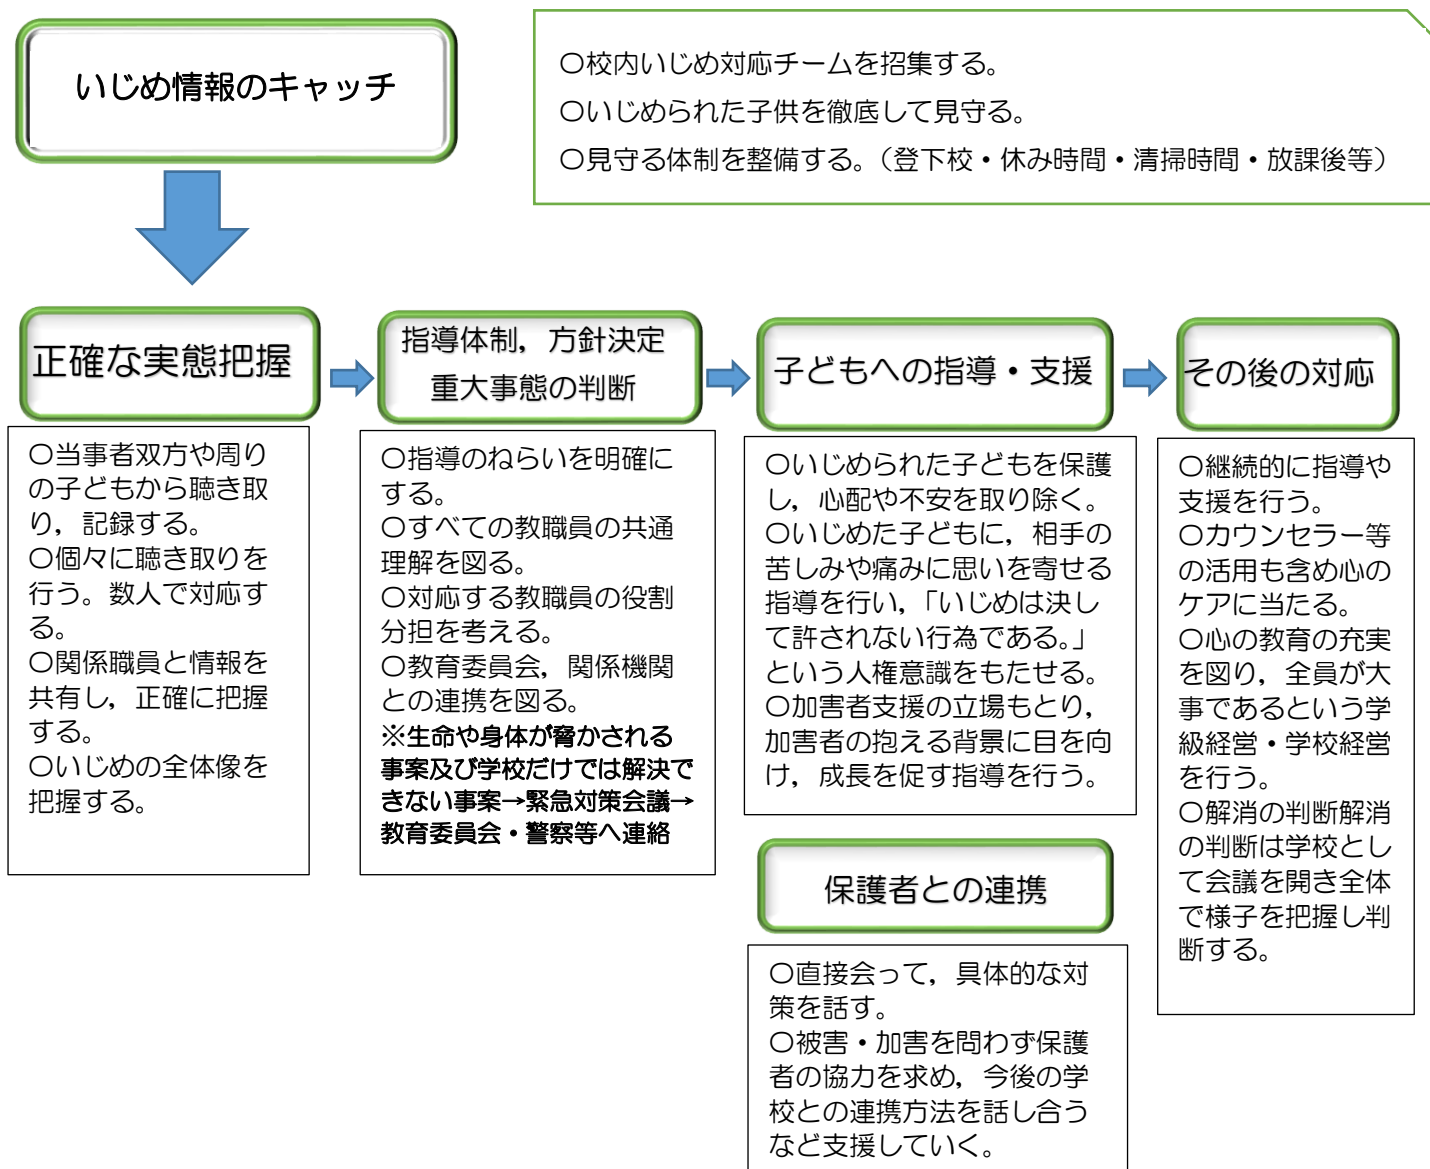 いじめ情報のキャッチ
〇校内いじめ対応チームを招集する。
〇いじめられた子供を徹底して見守る。
〇見守る体制を整備する。（登下校・休み時間・清掃時間・放課後等）
正確な実態把握
〇当事者双方や周り
の子どもから聴き取
り，記録する。
〇個々に聴き取りを
行う。数人で対応す
る。
〇関係職員と情報を
共有し，正確に把握
する。
〇いじめの全体像を
把握する。
指導体制，方針決定
重大事態の判断
〇指導のねらいを明確に
する。
〇すべての教職員の共通
理解を図る。
〇対応する教職員の役割
分担を考える。
〇教育委員会，関係機関
との連携を図る。
※生命や身体が脅かされる
事案及び学校だけでは解決で
きない事案→緊急対策会議→
教育委員会・警察等へ連絡
子どもへの指導・支援
〇いじめられた子どもを保護
し，心配や不安を取り除く。
〇いじめた子どもに，相手の
苦しみや痛みに思いを寄せる
指導を行い，「いじめは決し
て許されない行為である。」
という人権意識をもたせる。
〇加害者支援の立場もとり，
加害者の抱える背景に目を向
け，成長を促す指導を行う。
保護者との連携
〇直接会って，具体的な対
策を話す。
〇被害・加害を問わず保護
者の協力を求め，今後の学
校との連携方法を話し合う
など支援していく。
その後の対応
〇継続的に指導や
支援を行う。
〇カウンセラー等
の活用も含め心の
ケアに当たる。
〇心の教育の充実
を図り，全員が大
事であるという学
級経営・学校経営
を行う。
〇解消の判断解消
の判断は学校とし
て会議を開き全体
で様子を把握し判
断する。